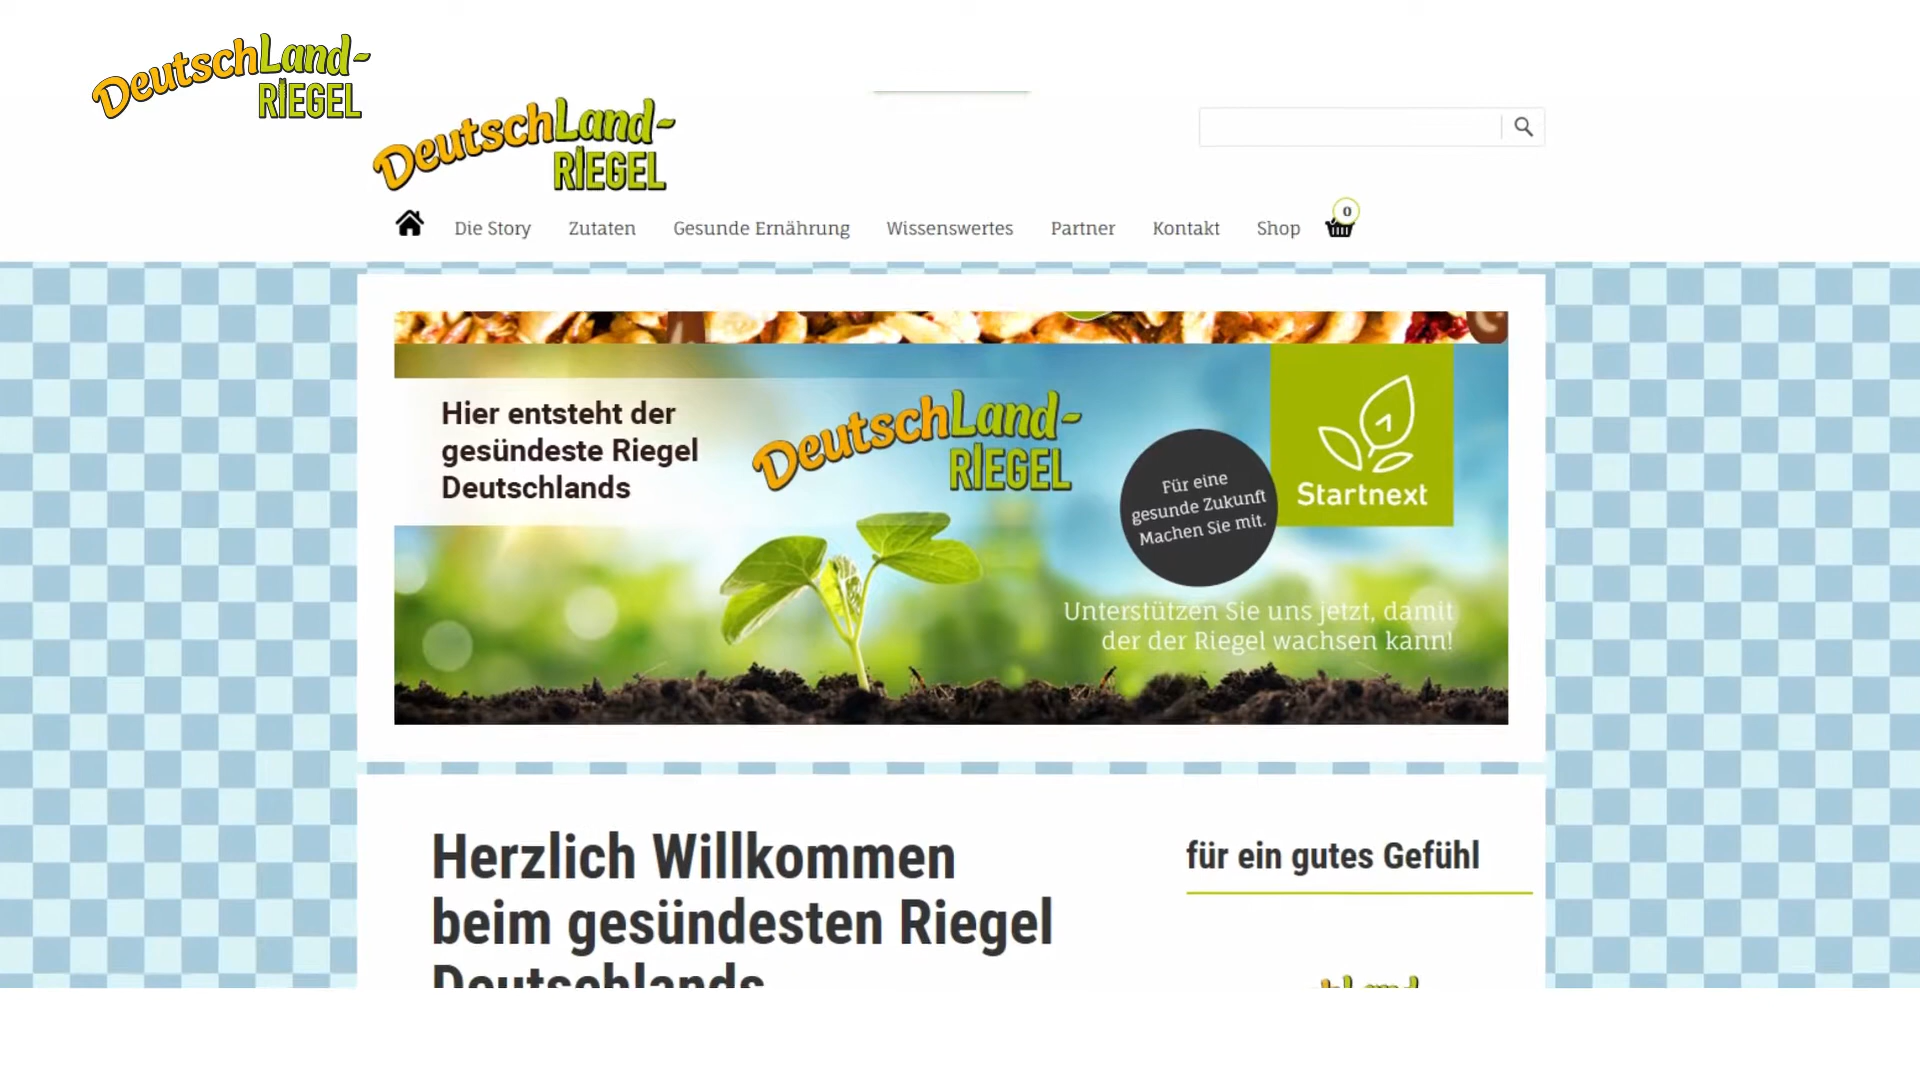 DeutschLand-
RIEGEL
DeutschLand-
RIEGEL
0
Die Story Zutaten Gesunde Ernährung Wissenswertes Partner Kontakt Shop
Hier entsteht der
gesündeste Riegel
Deutschlands
DeutschLand-
RIEGEL
Für eine
gesunde Zukunft
Machen Sie mit.
Startnext
Unterstützen Sie uns jetzt, damit
der der Riegel wachsen kann!
Herzlich Willkommen
beim gesündesten Riegel
Deutschlands
für ein gutes Gefühl